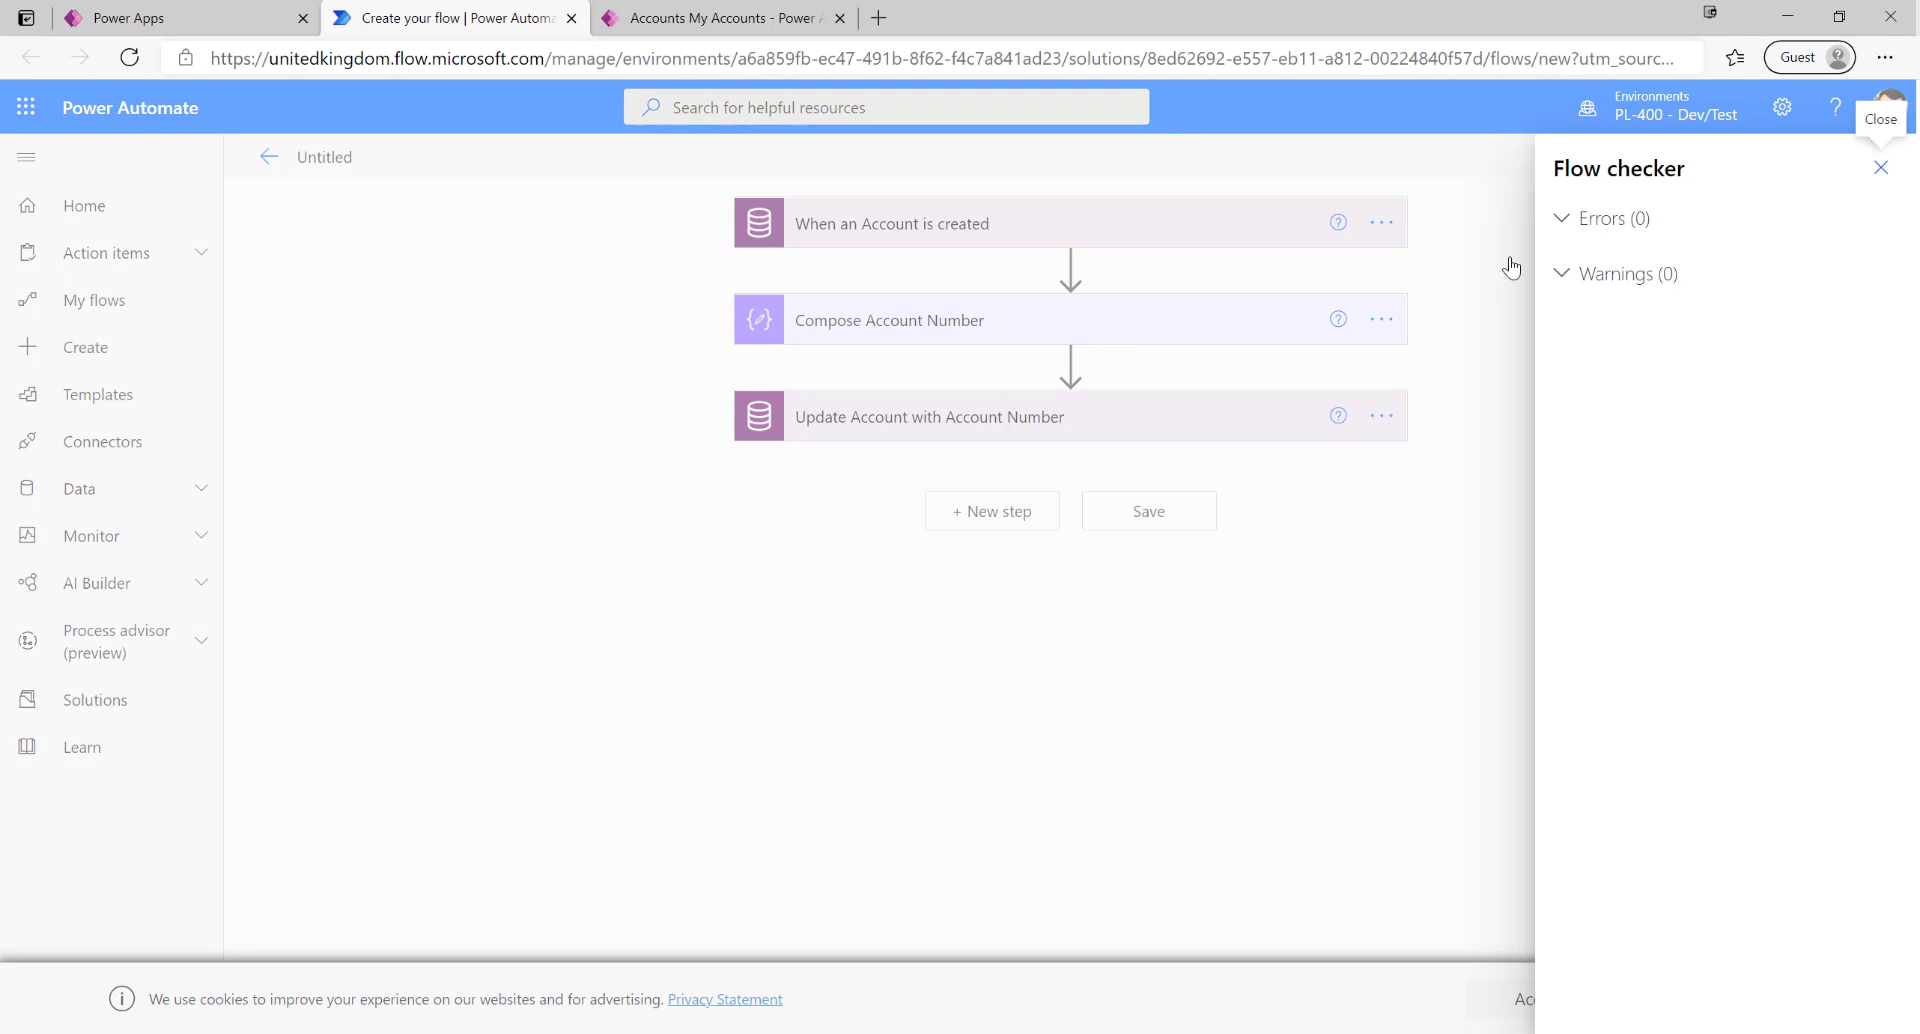 Power Apps
Create your flow | Power Automa
Accounts My Accounts - Power A
https://unitedkingdom.flow.microsoft.com/manage/environments/a6a859fb-ec47-491b-8f62-f4c7a841ad23/solutions/8ed62692-e557-eb11-a812-00224840f57d/flows/new?utm_sourc...
Guest
Power Automate
Search for helpful resources
Environments
PL-400 - Dev/Test
Close
Untitled
Home
Action items
My flows
Create
Templates
Connectors
Data
Monitor
AI Builder
Process advisor
(preview)
Solutions
Learn
When an Account is created
Compose Account Number
Update Account with Account Number
+ New step
Save
Flow checker
Errors (0)
Warnings (0)
We use cookies to improve your experience on our websites and for advertising. Privacy Statement
Acc